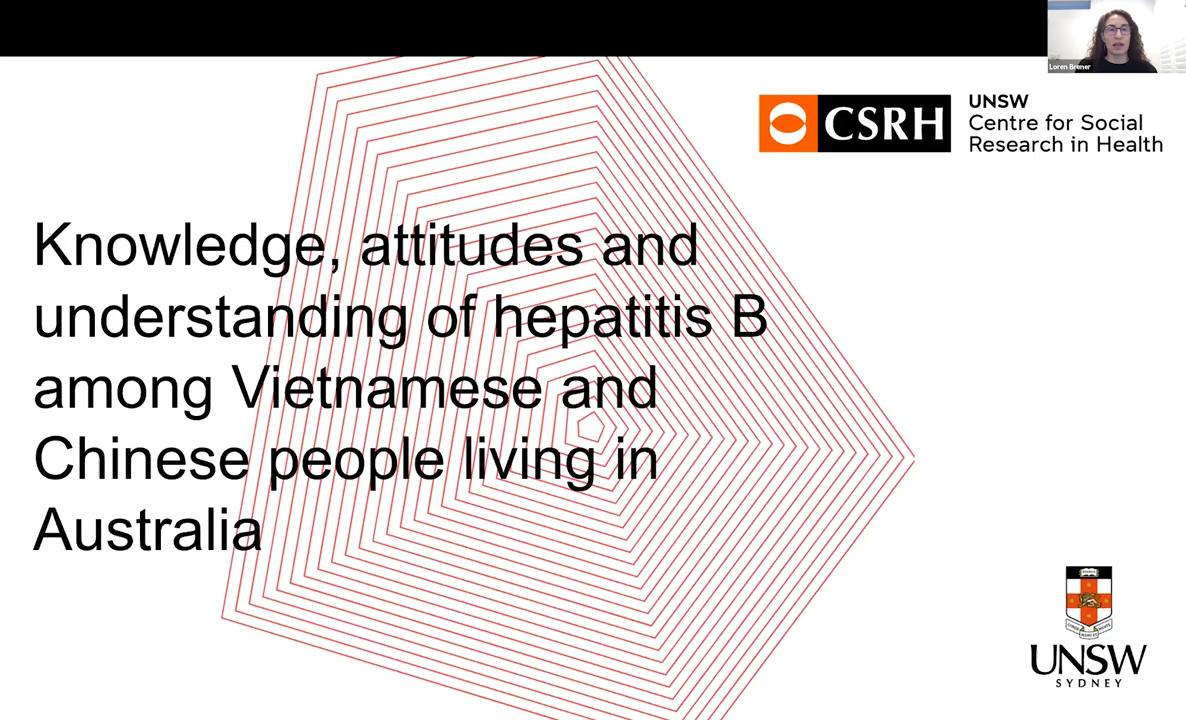 Loren Brener
CSRH
UNSW
Centre for Social
Research in Health
Knowledge, attitudes and
understanding of hepatitis B
among Vietnamese and
Chinese people living in
Australia
UNSW
SYDNEY